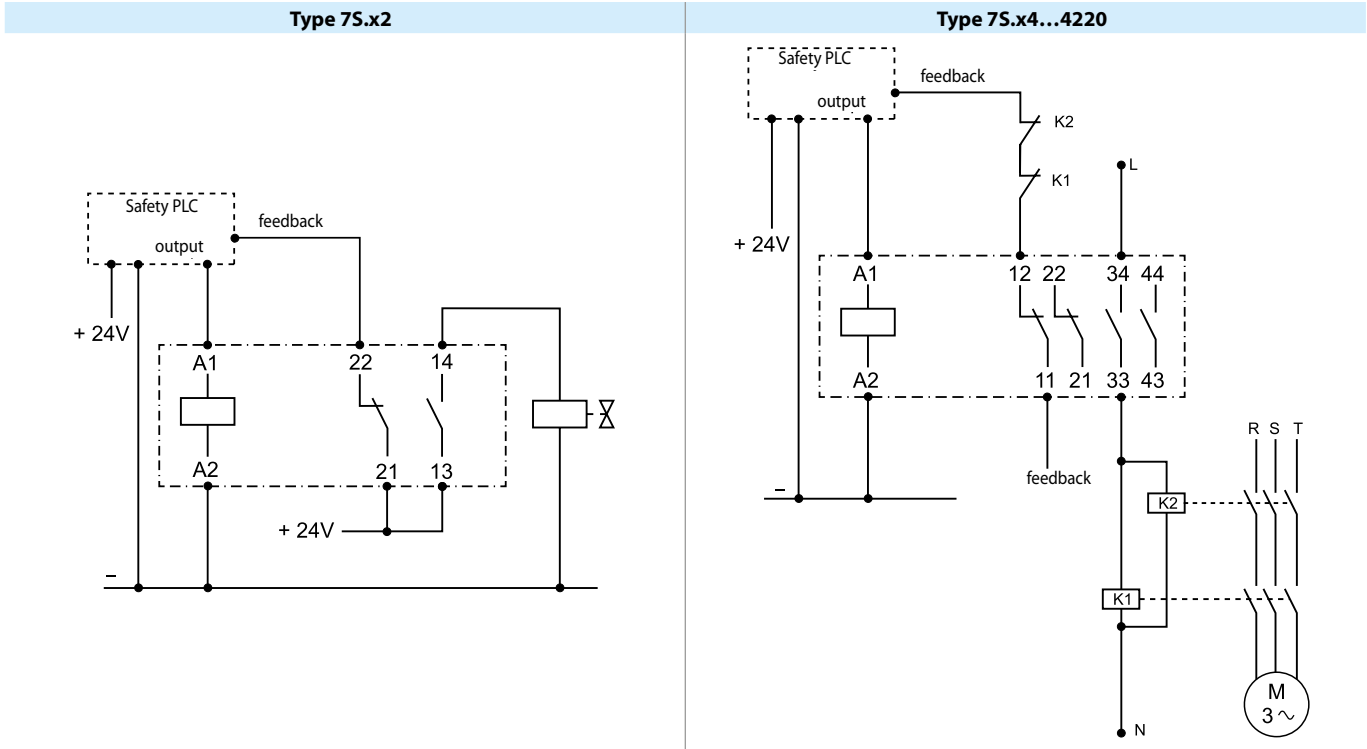 Type 7S.x2
Safety PLC
output
feedback
+ 24V
A1
22
14
A2
21
13
+ 24V
–
Type 7S.x4…4220
Safety PLC
output
feedback
K2
K1
L
+ 24V
A1
12 22 34 44
A2
11 21 33 43
feedback
–
R S T
K2
K1
M
3 ~
N